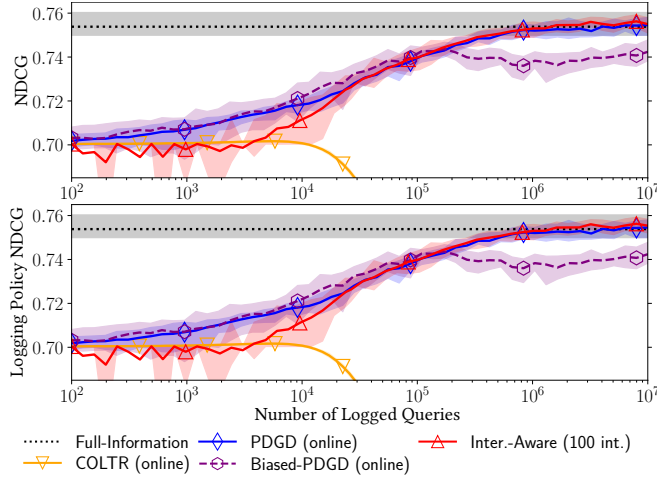 0.76
0.74
0.72
0.70
NDCG
10^2 10^3 10^4 10^5 10^6 10^7
0.76
0.74
0.72
0.70
Logging Policy NDCG
10^2 10^3 10^4 10^5 10^6 10^7
Number of Logged Queries
Full-Information PDGD (online) Inter.-Aware (100 int.)
COLTR (online) Biased-PDGD (online)